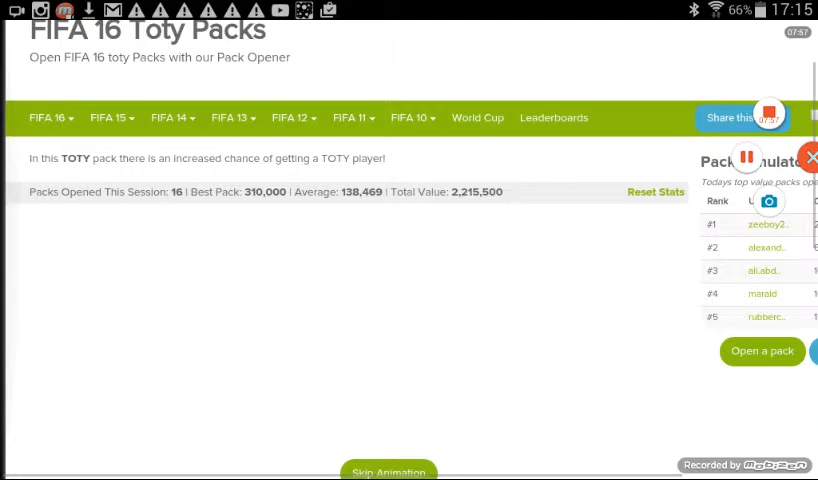 66% 17:15
FIFA 16 Toty Packs
07:57
Open FIFA 16 toty Packs with our Pack Opener
FIFA 16 FIFA 15 FIFA 14 FIFA 13 FIFA 12 FIFA 11 FIFA 10 World Cup Leaderboards Share this
07:57
In this TOTY pack there is an increased chance of getting a TOTY player!
Todays top value packs
Packs Opened This Session: 16 | Best Pack: 310,000 | Average: 138,469 | Total Value: 2,215,500 Reset Stats
Rank
#1 zeeboy2..
#2 alexand..
#3 ali.abd..
#4 marald
#5 rubberc..
Open a pack
Skip Animation
Recorded by mobizen